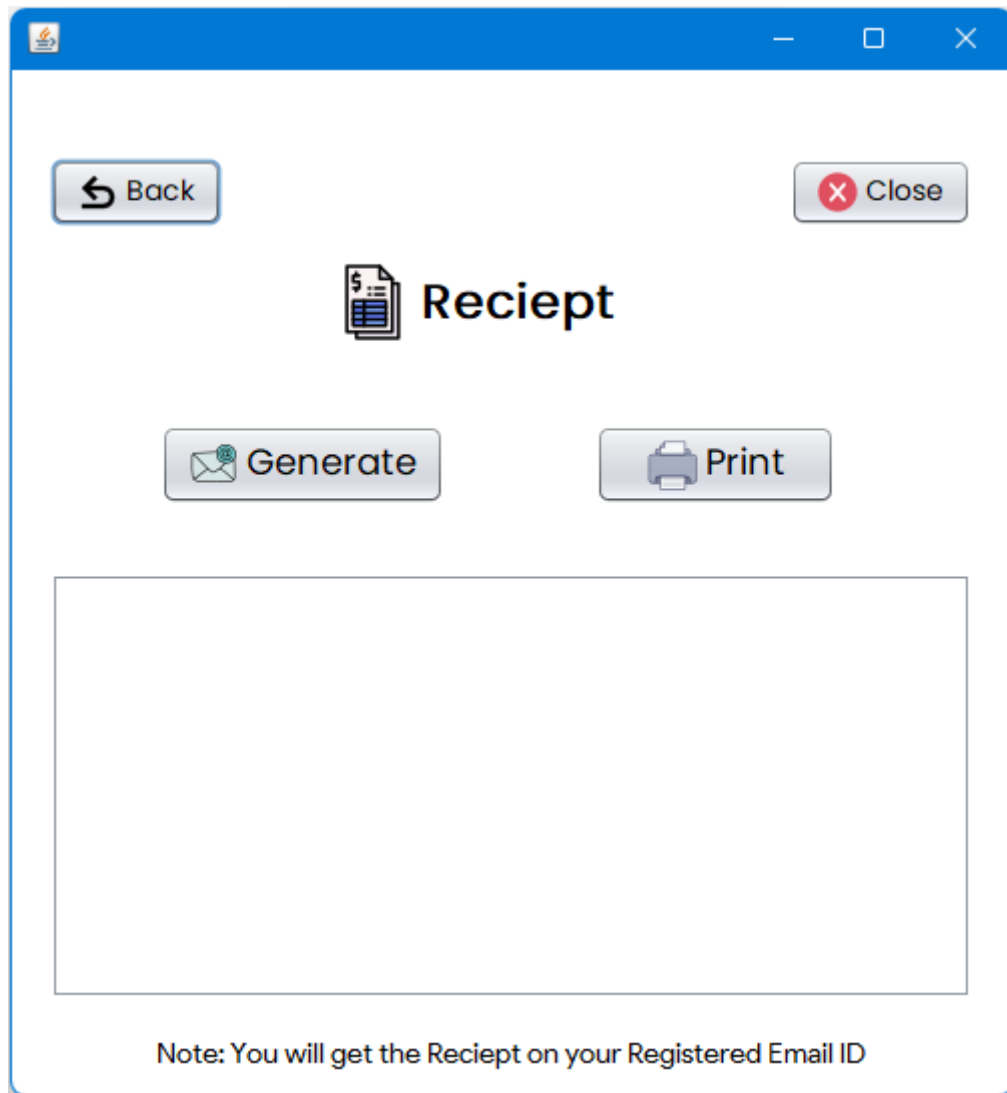 Back
Close
Reciept
Generate
Print
Note: You will get the Reciept on your Registered Email ID